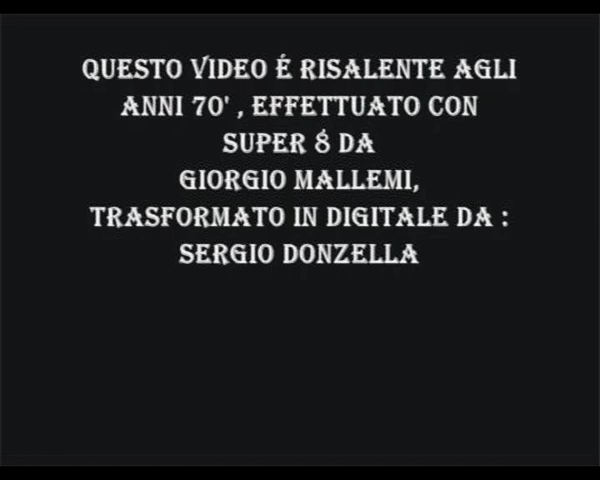 QUESTO VIDEO É RISALENTE AGLI
ANNI 70' , EFFETTUATO CON
SUPER 8 DA
GIORGIO MALLEMI,
TRASFORMATO IN DIGITALE DA :
SERGIO DONZELLA